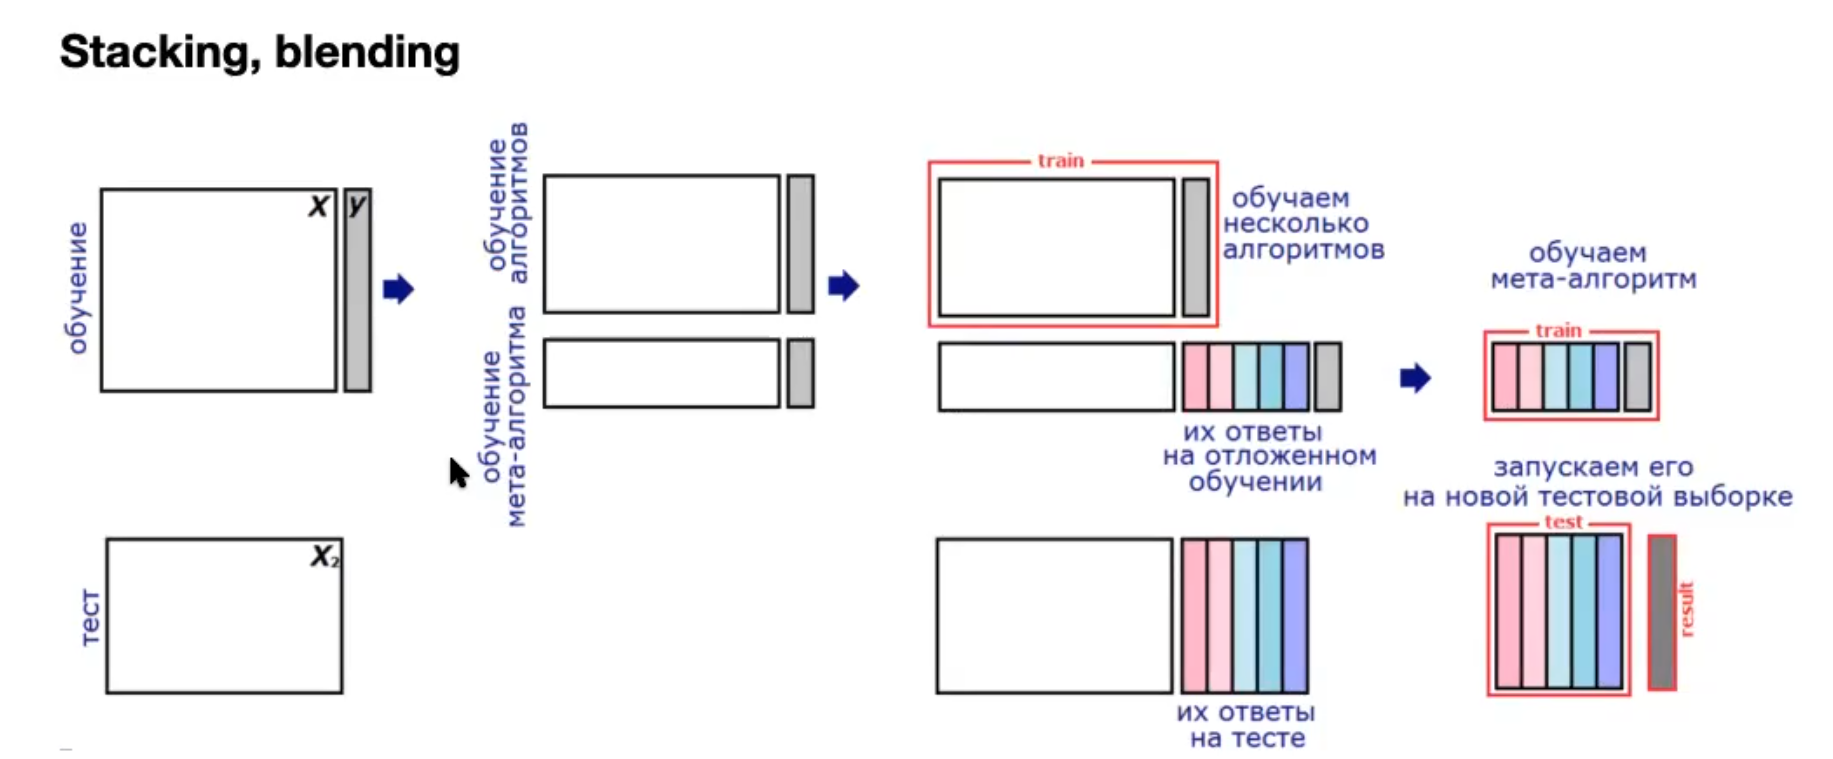 Stacking, blending
обучение
X
y
обучение
алгоритмов
обучение
мета-алгоритма
train
обучаем
несколько
алгоритмов
их ответы
на отложенном
обучении
обучаем
мета-алгоритм
train
запускаем его
на новой тестовой выборке
тест
X₂
их ответы
на тесте
test
result